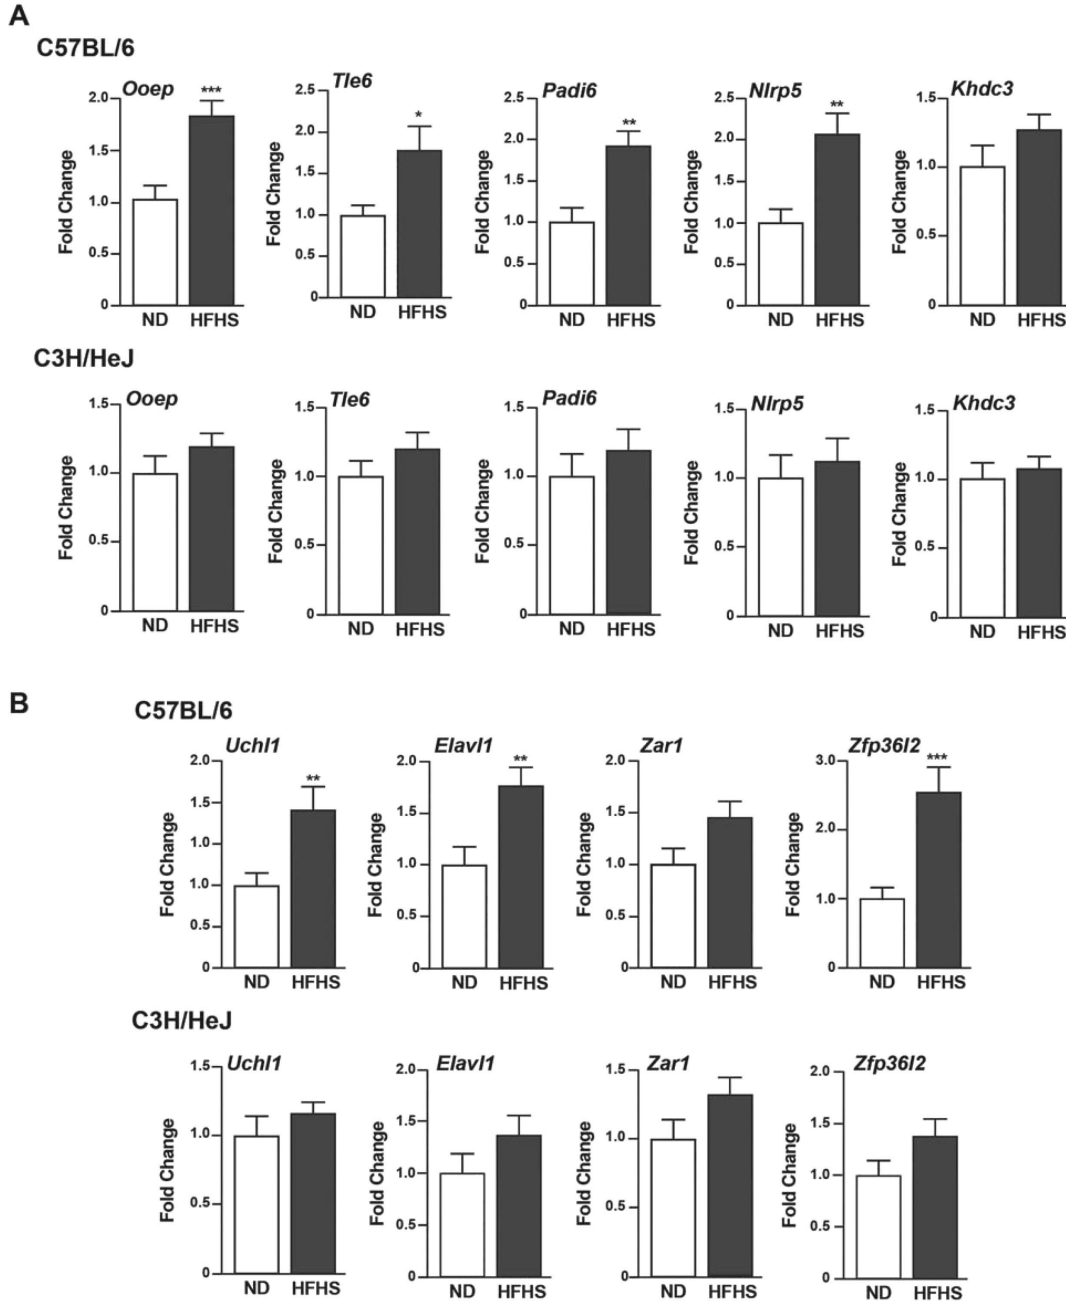 A
C57BL/6
Ooep *** Tle6 * Padi6 ** Nlrp5 ** Khdc3
Fold Change 2.0 1.5 1.0 0.5 0 ND HFHS
Fold Change 2.5 2.0 1.5 1.0 0.5 0 ND HFHS
Fold Change 2.5 2.0 1.5 1.0 0.5 0 ND HFHS
Fold Change 2.5 2.0 1.5 1.0 0.5 0 ND HFHS
Fold Change 1.5 1.0 0.5 0 ND HFHS
C3H/HeJ
Ooep Tle6 Padi6 Nlrp5 Khdc3
Fold Change 1.5 1.0 0.5 0 ND HFHS
Fold Change 1.5 1.0 0.5 0 ND HFHS
Fold Change 1.5 1.0 0.5 0 ND HFHS
Fold Change 1.5 1.0 0.5 0 ND HFHS
Fold Change 1.5 1.0 0.5 0 ND HFHS
B
C57BL/6
Uchl1 ** Elavl1 ** Zar1 Zfp36l2 ***
Fold Change 2.0 1.5 1.0 1.0 0.5 0 ND HFHS
Fold Change 2.0 1.5 1.0 0.5 0 ND HFHS
Fold Change 2.0 1.5 1.0 0.5 0 ND HFHS
Fold Change 3.0 2.0 1.0 0 ND HFHS
C3H/HeJ
Uchl1 Elavl1 Zar1 Zfp36l2
Fold Change 1.5 1.0 0.5 0 ND HFHS
Fold Change 2.0 1.5 1.0 0.5 0 ND HFHS
Fold Change 1.5 1.0 0.5 0 ND HFHS
Fold Change 2.0 1.5 1.0 0.5 0 ND HFHS